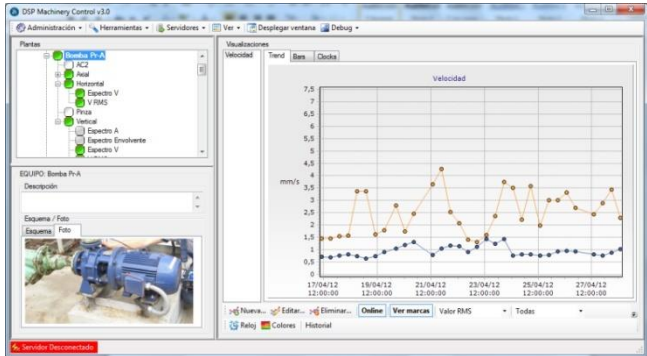 DSP Machinery Control v3.0
Administración Herramientas Servidores Ver Desplegar ventana Debug
Plantas
Bomba Pr-A
AC2
Axial
Horizontal
Espectro V
V RMS
Pinza
Vertical
Espectro A
Espectro Envolvente
Espectro V
EQUIPO: Bomba Pr-A
Descripción
Esquema / Foto
Esquema Foto
Visualizaciones
Velocidad
Trend Bars Clocks
Velocidad
7,5
7
6,5
6
5,5
5
4,5
4
3,5
3
2,5
2
1,5
1
0,5
0
mm/s
17/04/12 19/04/12 21/04/12 23/04/12 25/04/12 27/04/12
12:00:00 12:00:00 12:00:00 12:00:00 12:00:00 12:00:00
Nueva... Editar... Eliminar... Online Ver marcas Valor RMS Todas
Reloj Colores Historial
Servidor Desconectado